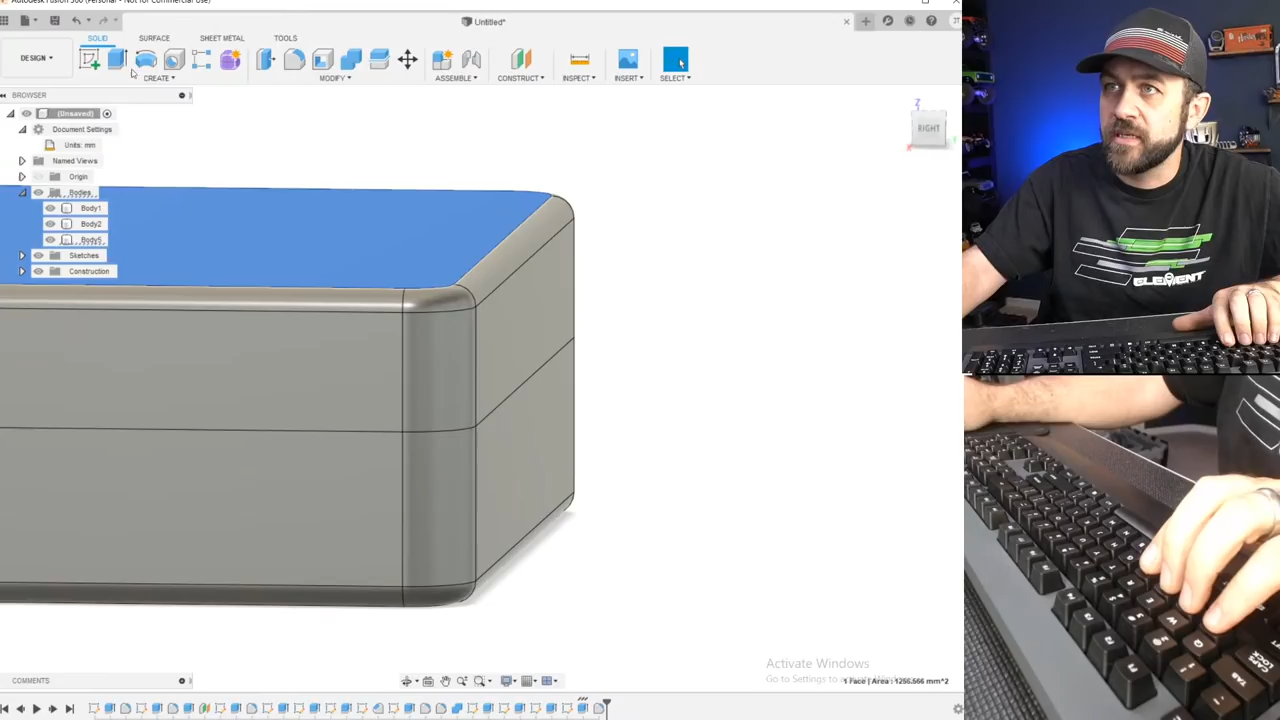 Autodesk Fusion 360 (Personal - Not for Commercial Use)
Untitled*
SOLID SURFACE SHEET METAL TOOLS
DESIGN
CREATE MODIFY ASSEMBLE CONSTRUCT INSPECT INSERT SELECT
BROWSER
(Unsaved)
Document Settings
Units: mm
Named Views
Origin
Bodies
Body1
Body2
Sketches
Construction
Z
RIGHT
ELEMENT
COMMENTS
Activate Windows
Go to Settings to
1 Face | Area : 1256.566 mm^2
CAPS
LOCK
Q
W